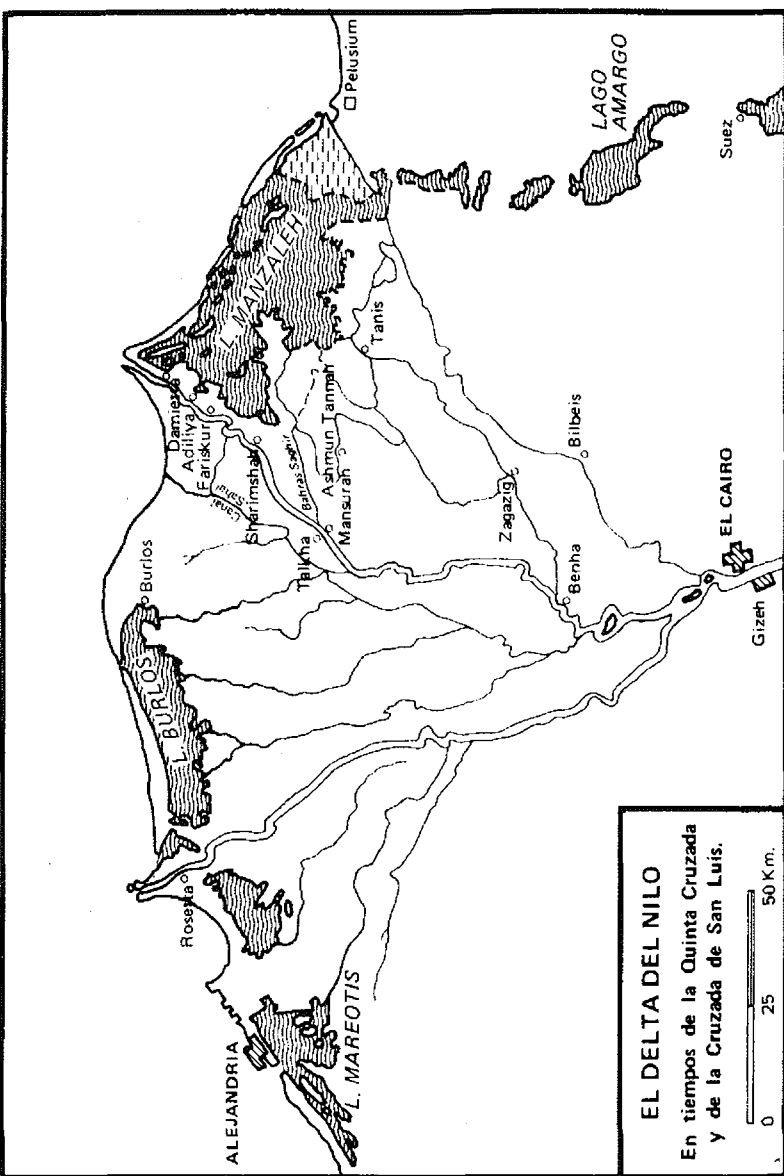 Pelusium
LAGO
AMARGO
Suez
L. MANZALEH
Damietta
Adiliya
Fariskur
Sharimshah
Canal
Bahras Saghir
Ashmun Tannah
Mansurah
Talkha
Tanis
Zagazig
Bilbeis
Benha
EL CAIRO
Gizeh
Burlos
L. BURLOS
Rosetta
ALEJANDRIA
L. MAREOTIS
EL DELTA DEL NILO
En tiempos de la Quinta Cruzada
y de la Cruzada de San Luis.
0 25 50 Km.